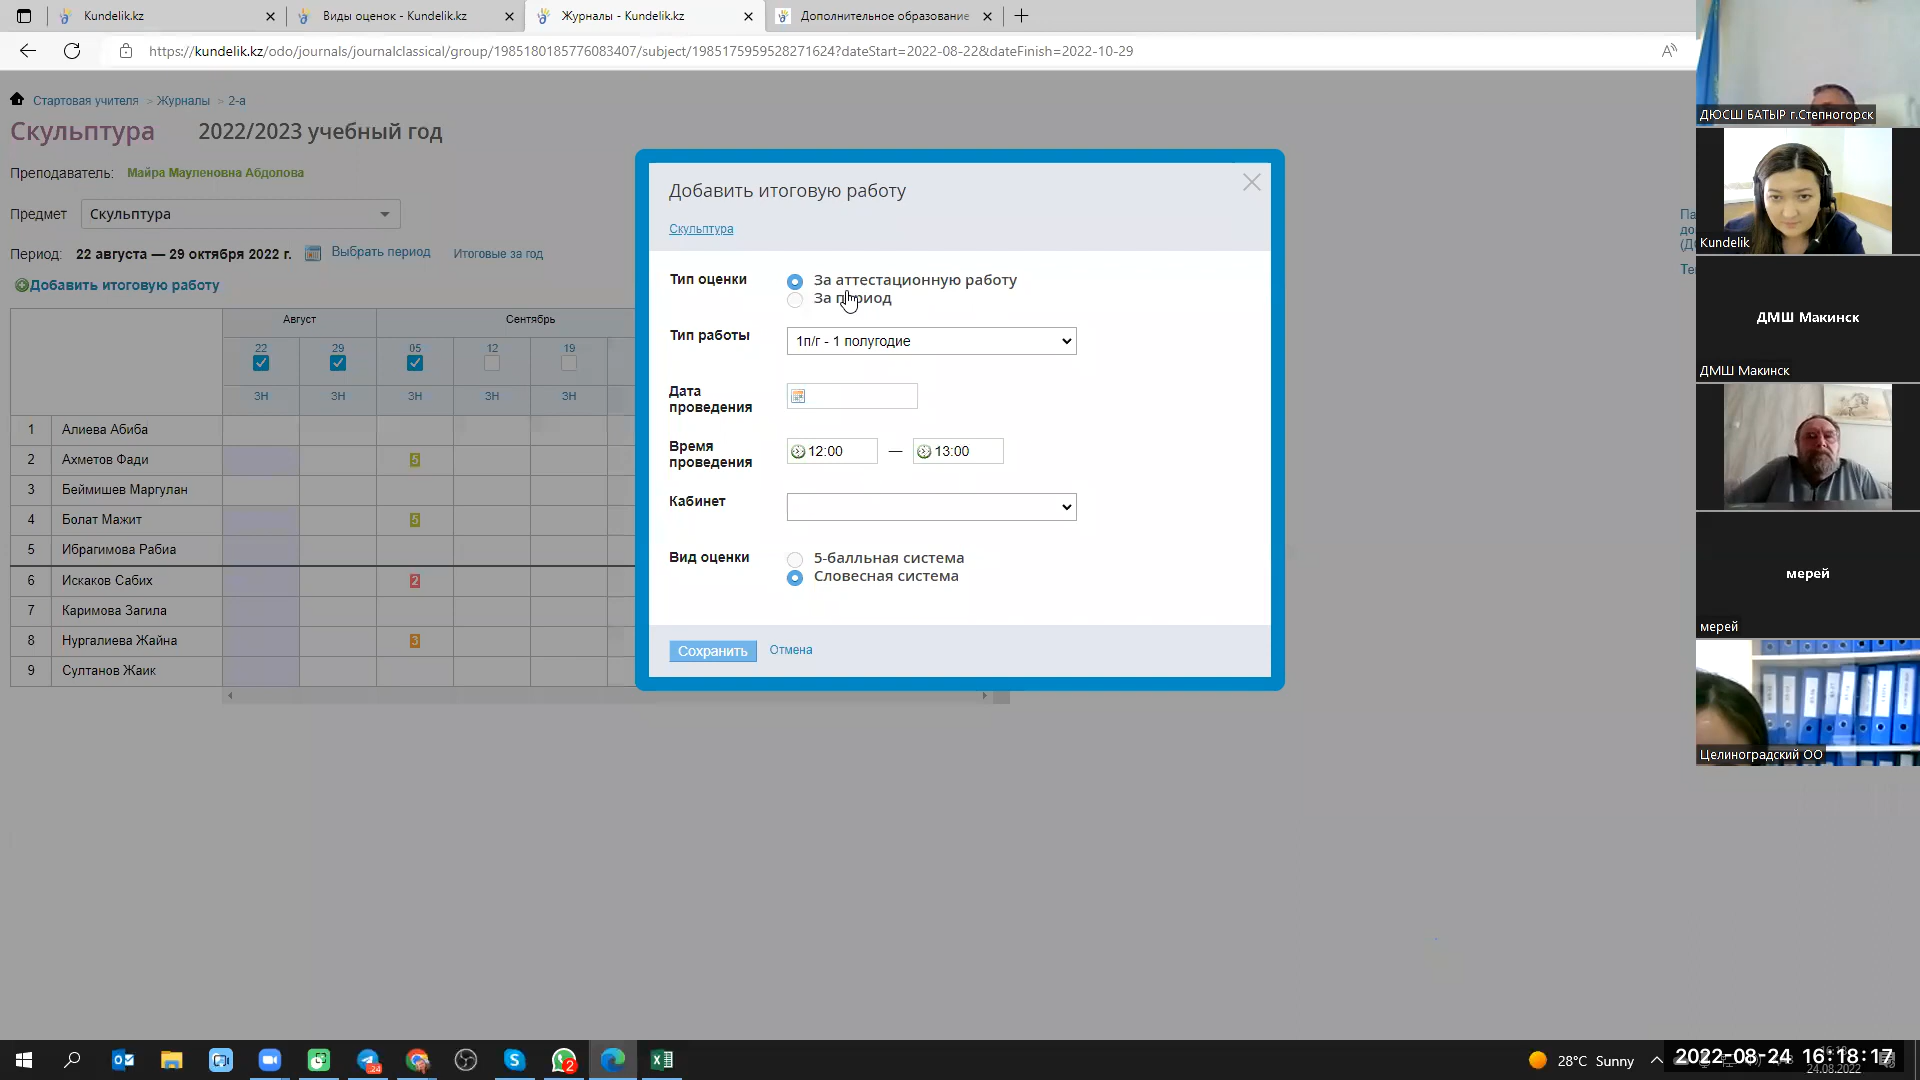 Kundelik.kz
Виды оценок - Kundelik.kz
Журналы - Kundelik.kz
Дополнительное образование
https://kundelik.kz/odo/journals/journalclassical/group/1985180185776083407/subject/1985175959528271624?dateStart=2022-08-22&dateFinish=2022-10-29
Стартовая учителя > Журналы > 2-а
Скульптура 2022/2023 учебный год
Преподаватель: Майра Мауленовна Абдолова
Предмет Скульптура
Период: 22 августа — 29 октября 2022 г. Выбрать период Итоговые за год
Добавить итоговую работу
Август Сентябрь
22 29 05 12 19
ЗН ЗН ЗН ЗН ЗН
1 Алиева Абиба
2 Ахметов Фади 5
3 Беймишев Маргулан
4 Болат Мажит 5
5 Ибрагимова Рабиа
6 Искаков Сабих 2
7 Каримова Загила
8 Нургалиева Жайна 3
9 Султанов Жаик
Добавить итоговую работу
Скульптура
Тип оценки
За аттестационную работу
За период
Тип работы 1п/г - 1 полугодие
Дата
проведения
Время
проведения
12:00 — 13:00
Кабинет
Вид оценки
5-балльная система
Словесная система
Сохранить Отмена
ДЮСШ БАТЫР г.Степногорск
Kundelik
ДМШ Макинск
ДМШ Макинск
мерей
мерей
Целиноградский ОО
24
2
28°C Sunny
2022-08-24 16:18:17
24.08.2022